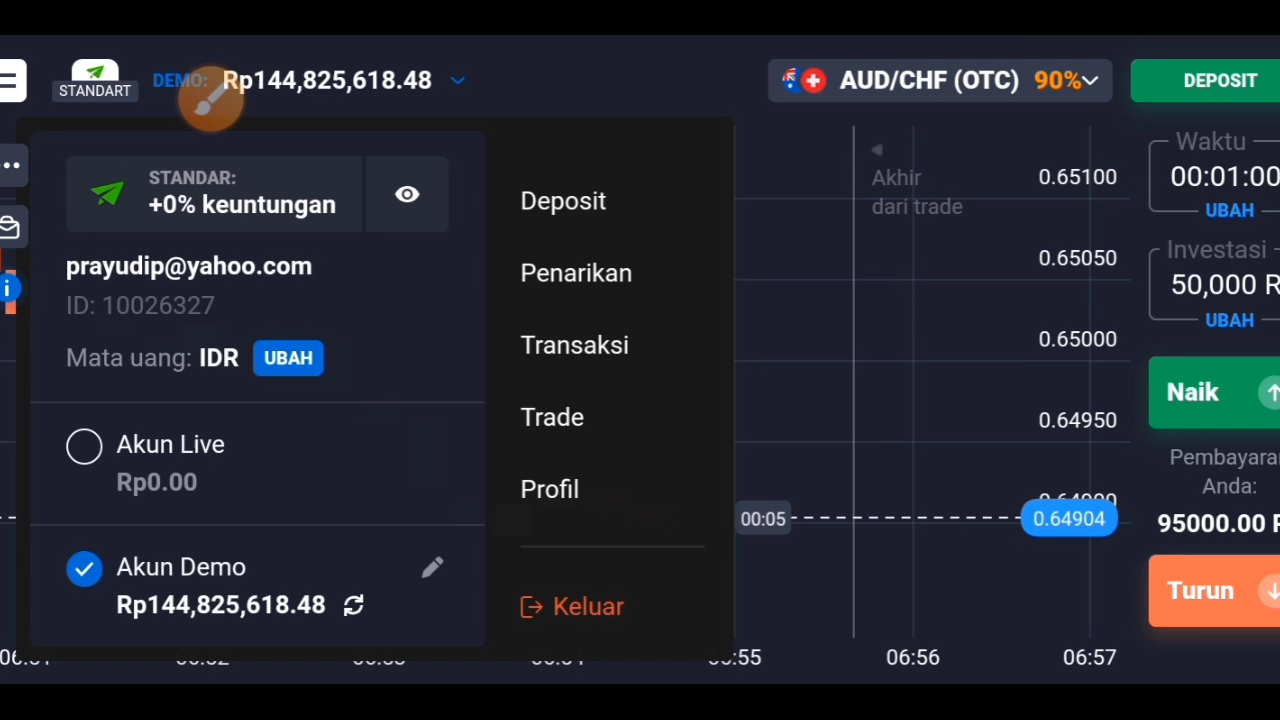 STANDART
DEMO: Rp144,825,618.48
AUD/CHF (OTC) 90%
DEPOSIT
STANDAR:
+0% keuntungan
prayudip@yahoo.com
ID: 10026327
Mata uang: IDR UBAH
Akun Live
Rp0.00
Akun Demo
Rp144,825,618.48
Deposit
Penarikan
Transaksi
Trade
Profil
Keluar
Akhir
dari trade
0.65100
0.65050
0.65000
0.64950
0.64904
00:05
:55
06:56
06:57
Waktu
00:01:00
UBAH
Investasi
50,000
UBAH
Naik
Pembayara
Anda:
95000.00
Turun